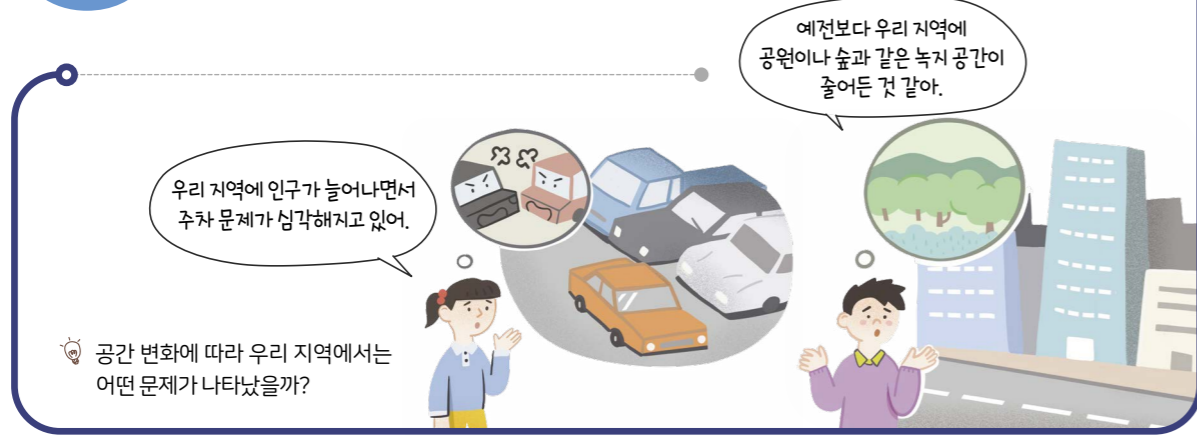 예전보다 우리 지역에
공원이나 숲과 같은 녹지 공간이
줄어든 것 같아.
우리 지역에 인구가 늘어나면서
주차 문제가 심각해지고 있어.
공간 변화에 따라 우리 지역에서는
어떤 문제가 나타났을까?